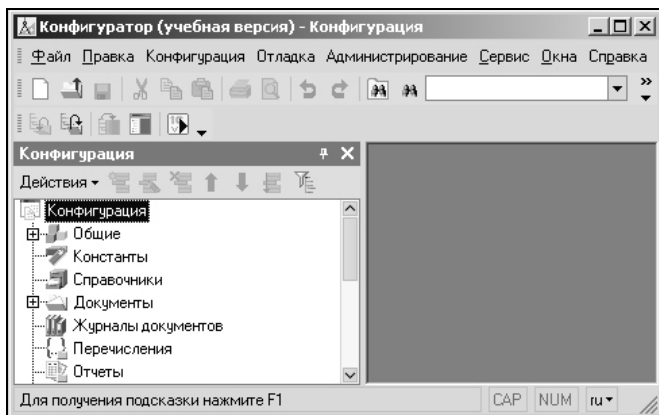 Конфигуратор (учебная версия) - Конфигурация
Файл Правка Конфигурация Отладка Администрирование Сервис Окна Справка
Конфигурация
Действия
Конфигурация
Общие
Константы
Справочники
Документы
Журналы документов
Перечисления
Отчеты
Для получения подсказки нажмите F1 CAP NUM ru